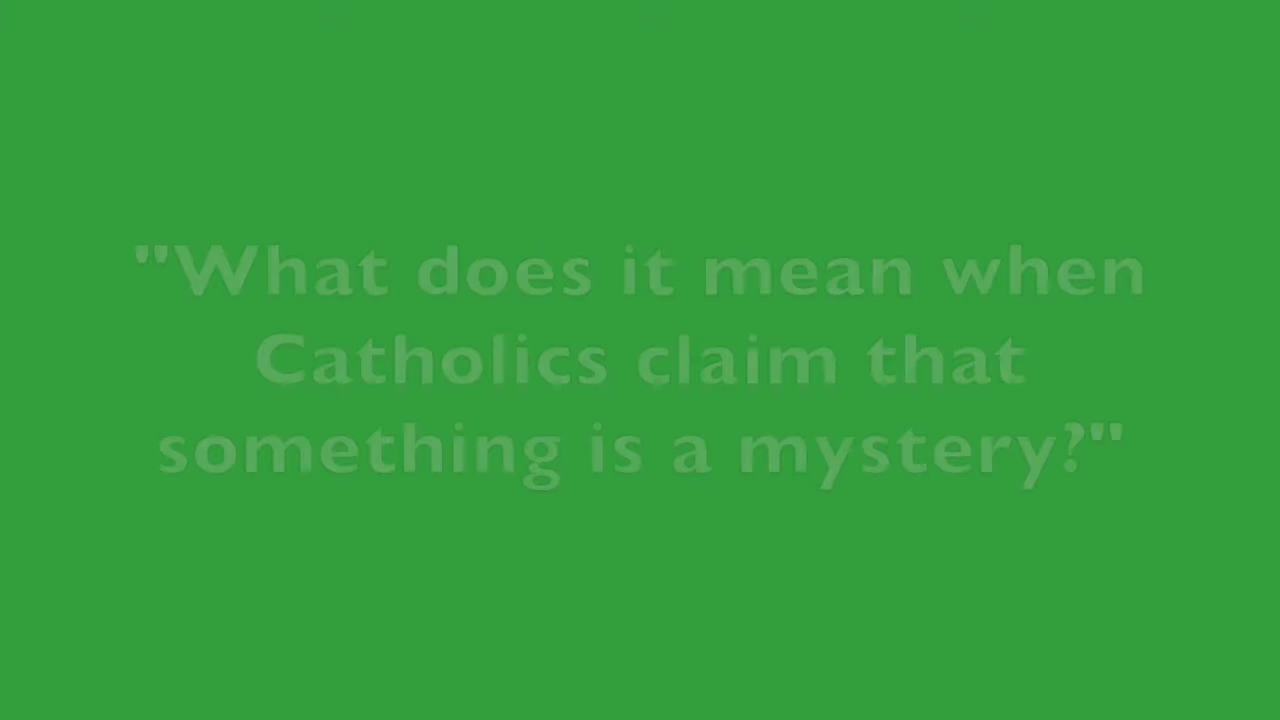 "What does it mean when
Catholics claim that
something is a mystery?"